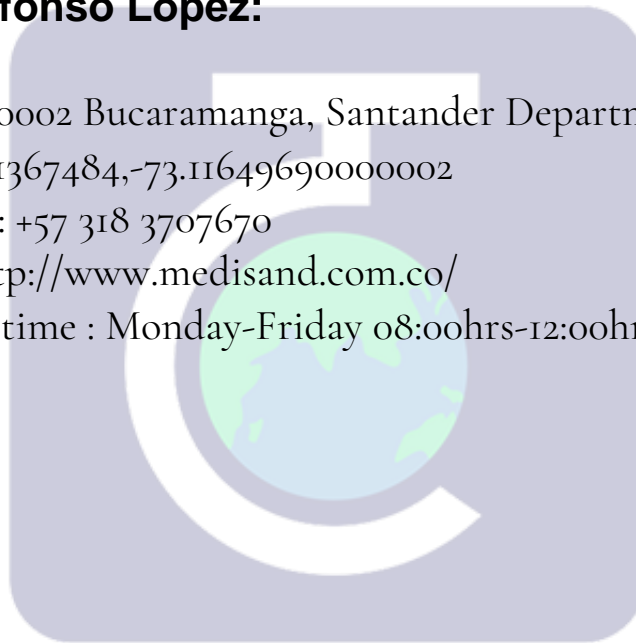 fonso López:
0002 Bucaramanga, Santander Departm
1367484,-73.11649690000002
: +57 318 3707670
tp://www.medisand.com.co/
time : Monday-Friday 08:00hrs-12:00hr